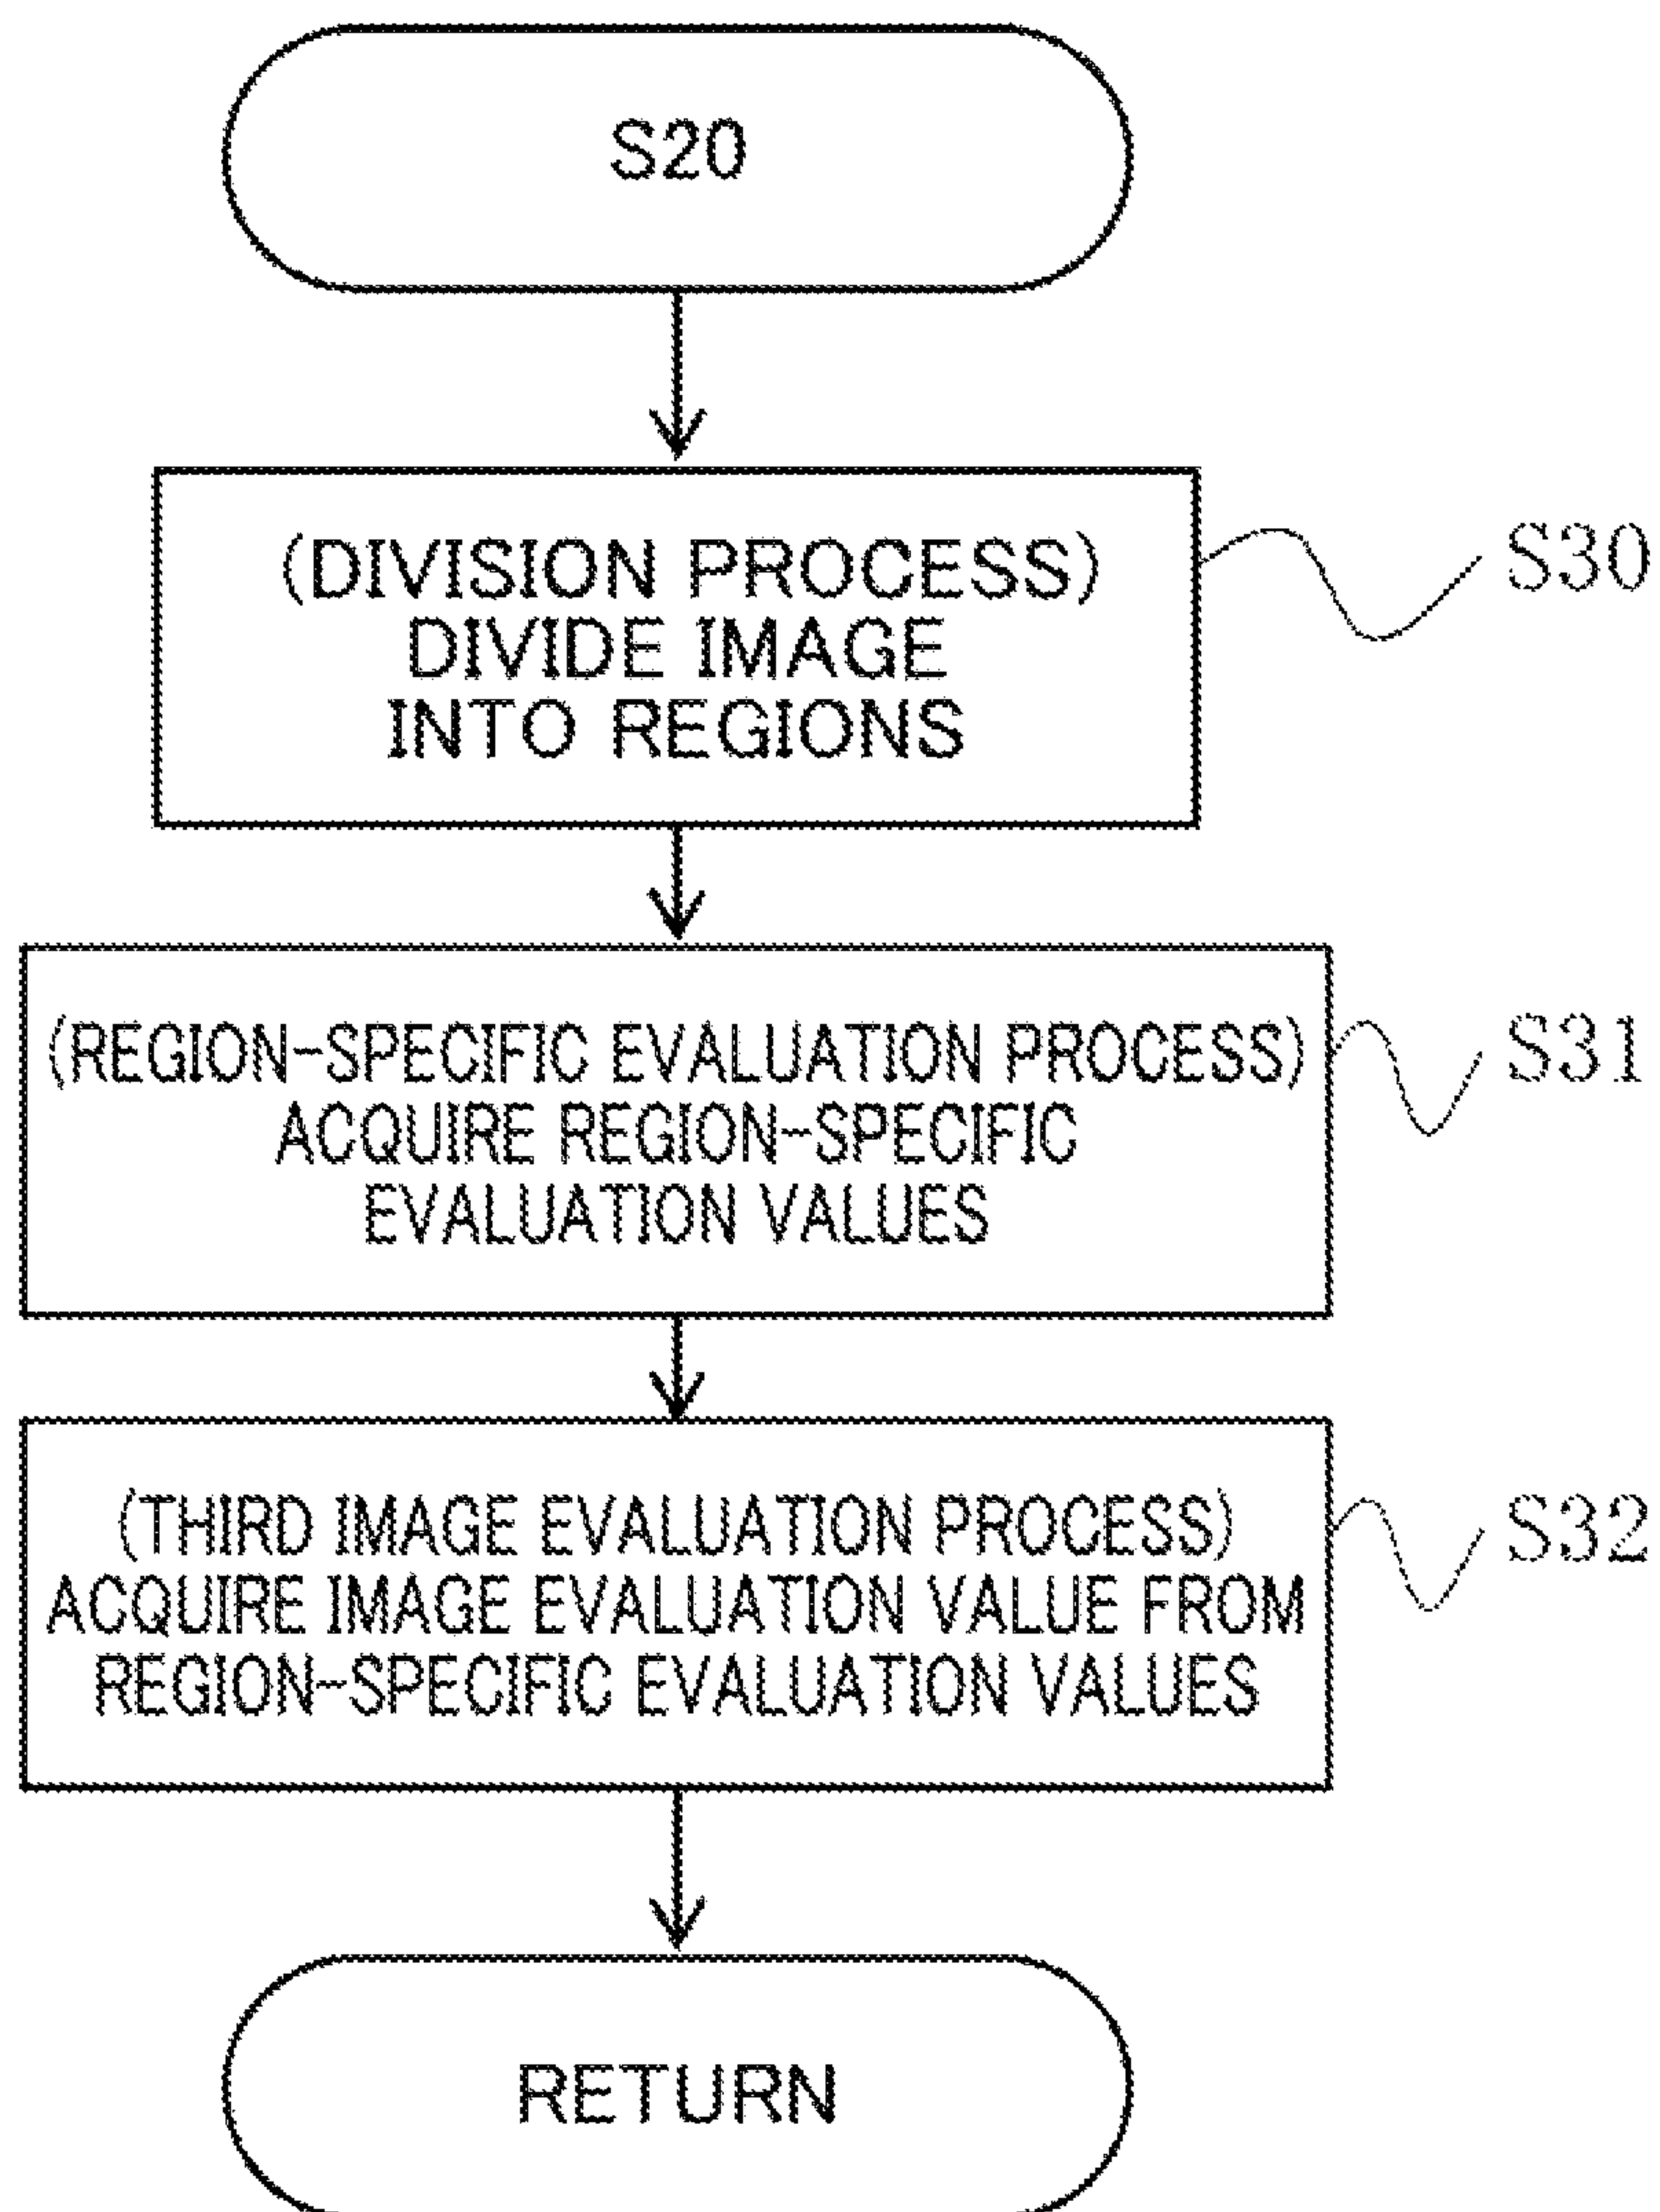 S20
(DIVISION PROCESS)
DIVIDE IMAGE
INTO REGIONS
S30
(REGION-SPECIFIC EVALUATION PROCESS)
ACQUIRE REGION-SPECIFIC
EVALUATION VALUES
S31
(THIRD IMAGE EVALUATION PROCESS)
ACQUIRE IMAGE EVALUATION VALUE FROM
REGION-SPECIFIC EVALUATION VALUES
S32
RETURN